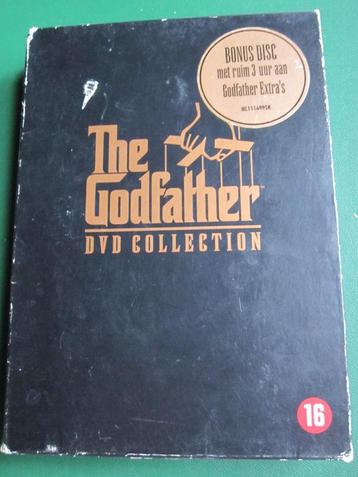 BONUS DISC
met ruim 3 uur aan
Godfather Extra's
The
Godfather
DVD COLLECTION
16